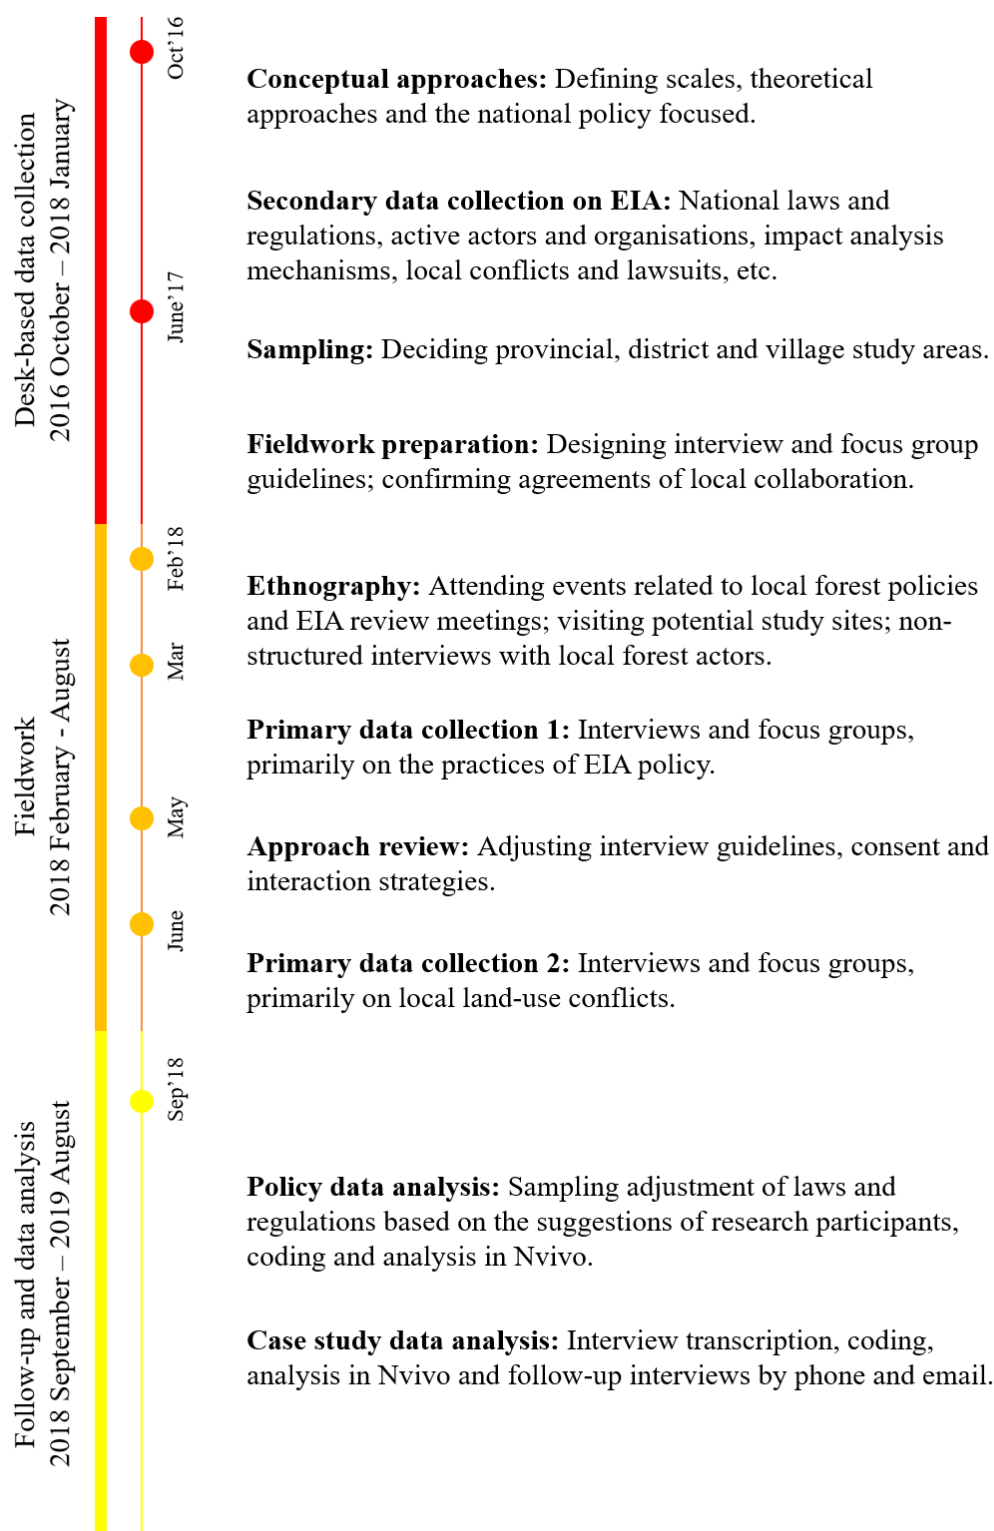 Desk-based data collection
2016 October – 2018 January
Oct'16
Conceptual approaches: Defining scales, theoretical
approaches and the national policy focused.
Secondary data collection on EIA: National laws and
regulations, active actors and organisations, impact analysis
mechanisms, local conflicts and lawsuits, etc.
June'17
Sampling: Deciding provincial, district and village study areas.
Fieldwork preparation: Designing interview and focus group
guidelines; confirming agreements of local collaboration.
Fieldwork
2018 February - August
Feb'18
Ethnography: Attending events related to local forest policies
and EIA review meetings; visiting potential study sites; non-
structured interviews with local forest actors.
Mar
Primary data collection 1: Interviews and focus groups,
primarily on the practices of EIA policy.
May
Approach review: Adjusting interview guidelines, consent and
interaction strategies.
June
Primary data collection 2: Interviews and focus groups,
primarily on local land-use conflicts.
Follow-up and data analysis
2018 September – 2019 August
Sep'18
Policy data analysis: Sampling adjustment of laws and
regulations based on the suggestions of research participants,
coding and analysis in Nvivo.
Case study data analysis: Interview transcription, coding,
analysis in Nvivo and follow-up interviews by phone and email.